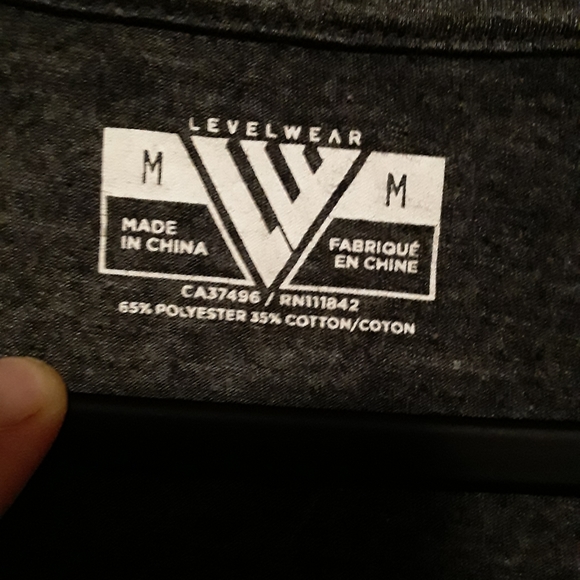 LEVELWEAR
M
M
MADE
IN CHINA
FABRIQUÉ
EN CHINE
CA37496 / RN111842
65% POLYESTER 35% COTTON/COTON